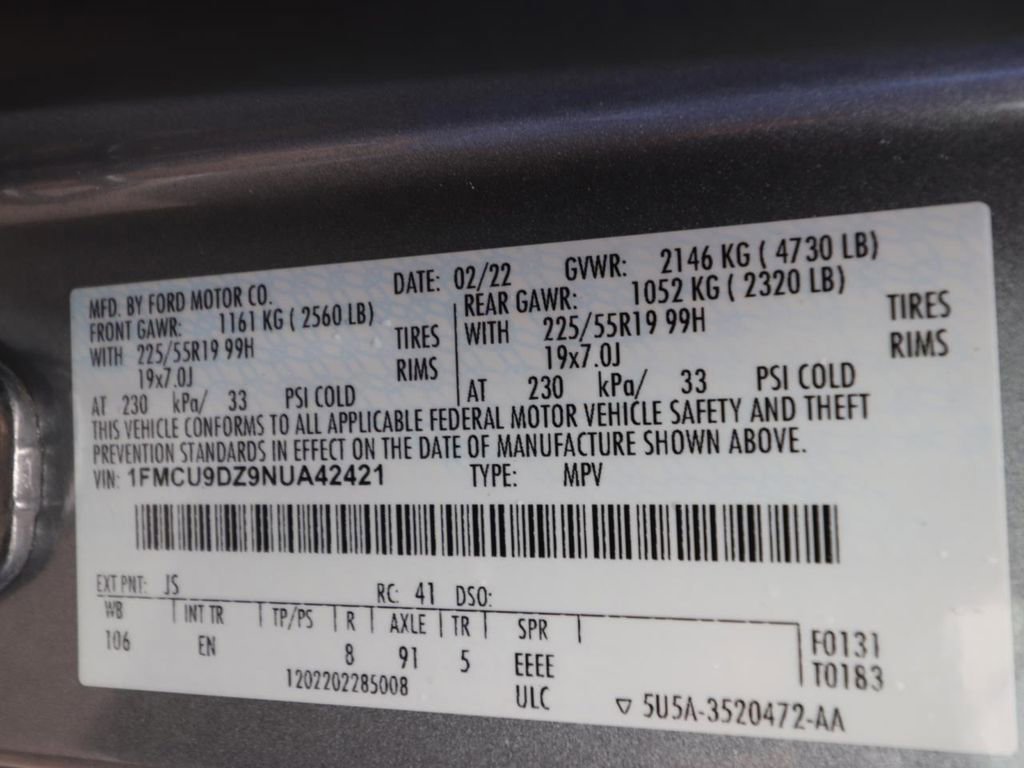 MFD. BY FORD MOTOR CO. DATE: 02/22 GVWR: 2146 KG ( 4730 LB)
FRONT GAWR: 1161 KG ( 2560 LB) REAR GAWR: 1052 KG ( 2320 LB)
WITH 225/55R19 99H TIRES WITH 225/55R19 99H TIRES
19x7.0J RIMS 19x7.0J RIMS
AT 230 kPa/ 33 PSI COLD AT 230 kPa/ 33 PSI COLD
THIS VEHICLE CONFORMS TO ALL APPLICABLE FEDERAL MOTOR VEHICLE SAFETY AND THEFT
PREVENTION STANDARDS IN EFFECT ON THE DATE OF MANUFACTURE SHOWN ABOVE.
VIN: 1FMCU9DZ9NUA42421 TYPE: MPV
EXT PNT: JS RC: 41 DSO:
WB INT TR TP/PS R AXLE TR SPR F0131
106 EN 8 91 5 EEEE T0183
1202202285008 ULC ▽ 5U5A-3520472-AA